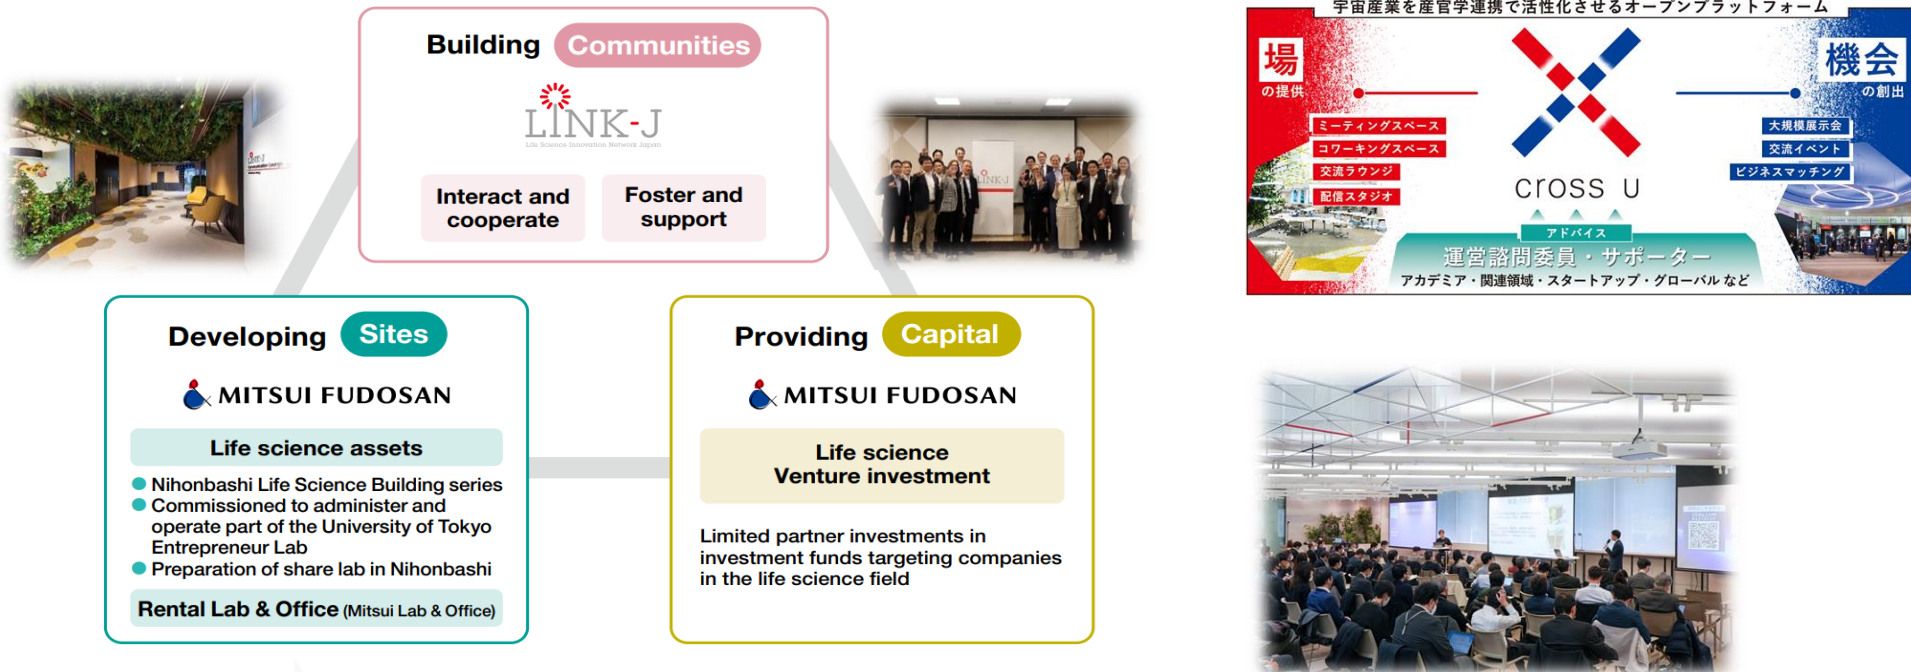 Building Communities
LINK-J
Life Science Innovation Network Japan
Interact and
cooperate
Foster and
support
LINK-J
LINK-J
Developing Sites
MITSUI FUDOSAN
Life science assets
Nihonbashi Life Science Building series
Commissioned to administer and
operate part of the University of Tokyo
Entrepreneur Lab
Preparation of share lab in Nihonbashi
Rental Lab & Office (Mitsui Lab & Office)
Providing Capital
MITSUI FUDOSAN
Life science
Venture investment
Limited partner investments in
investment funds targeting companies
in the life science field
宇宙産業を産官学連携で活性化させるオープンプラットフォーム
場
の提供
ミーティングスペース
コワーキングスペース
交流ラウンジ
配信スタジオ
cross u
機会
の創出
大規模展示会
交流イベント
ビジネスマッチング
アドバイス
運営諮問委員・サポーター
アカデミア・関連領域・スタートアップ・グローバル など